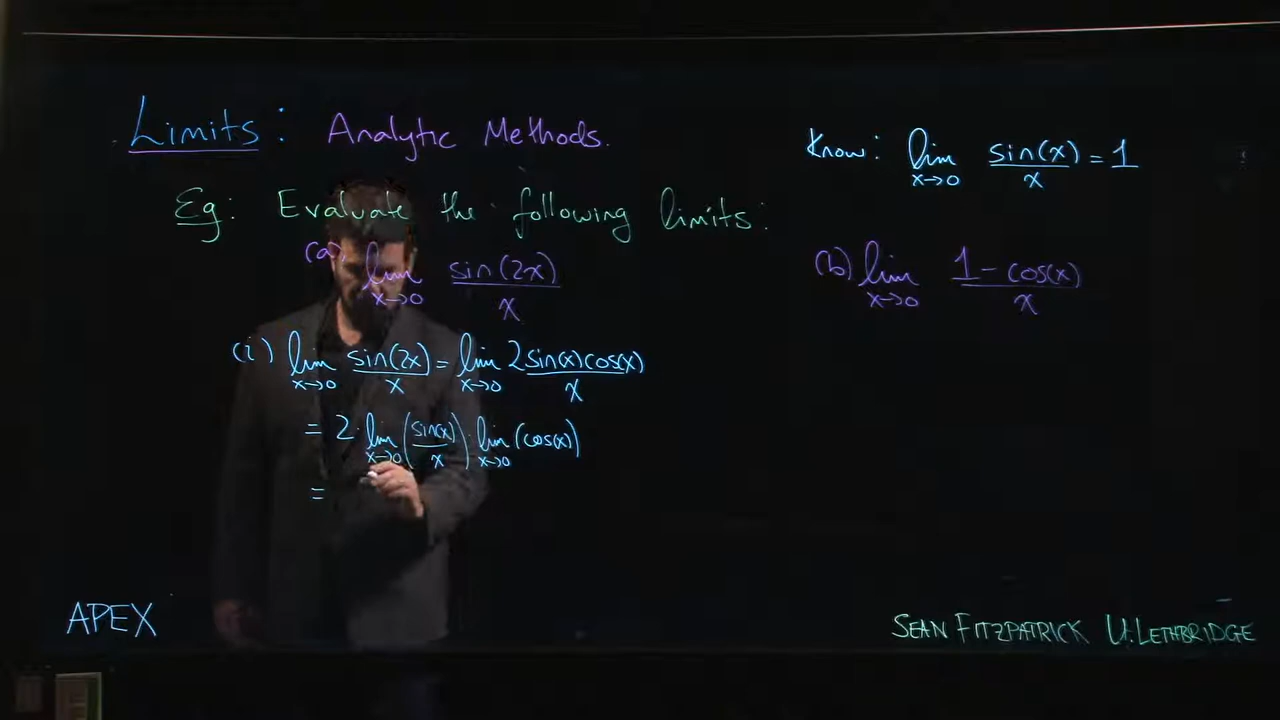 Limits: Analytic Methods.
Know: lim x→0 sin(x)/x = 1
Eg: Evaluate the following limits:
(a) lim x→0 sin(2x)/x
(b) lim x→0 1 - cos(x)/x
(i) lim x→0 sin(2x)/x = lim x→0 2 sin(x)cos(x)/x
= 2 · lim x→0 (sin(x)/x) · lim x→0 (cos(x))
=
APEX
SEAN FITZPATRICK U. LETHBRIDGE